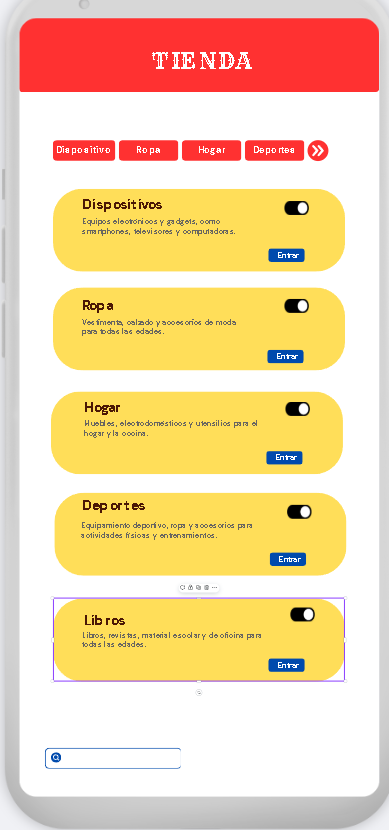 TIENDA
Dispositivo Ropa Hogar Deportes
Dispositivos
Equipos electrónicos y gadgets, como
smartphones, televisores y computadoras.
Entrar
Ropa
Vestimenta, calzado y accesorios de moda
para todas las edades.
Entrar
Hogar
Muebles, electrodomésticos y utensilios para el
hogar y la cocina.
Entrar
Deportes
Equipamiento deportivo, ropa y accesorios para
actividades físicas y entrenamientos.
Entrar
Libros
Libros, revistas, material escolar y de oficina para
todas las edades.
Entrar